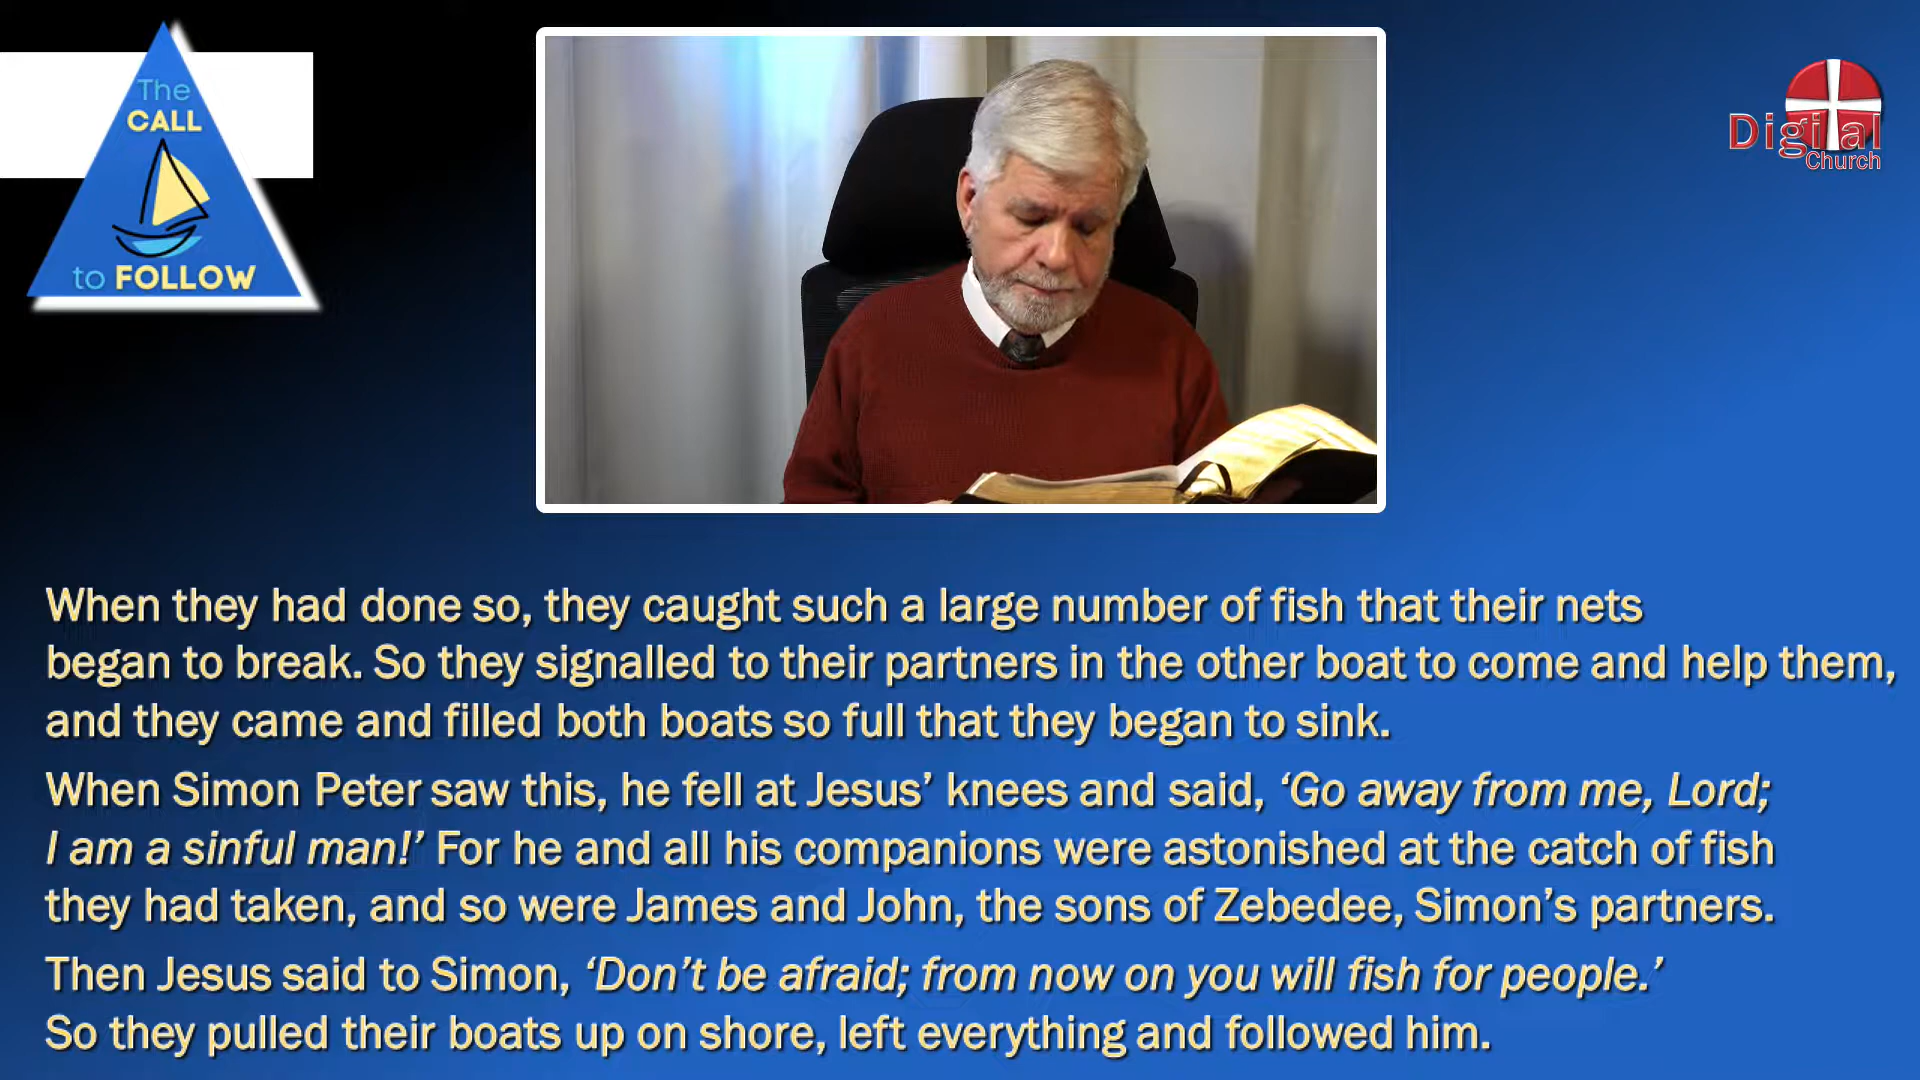 The
CALL
to FOLLOW
Digital
Church
When they had done so, they caught such a large number of fish that their nets
began to break. So they signalled to their partners in the other boat to come and help them,
and they came and filled both boats so full that they began to sink.
When Simon Peter saw this, he fell at Jesus’ knees and said, ‘Go away from me, Lord;
I am a sinful man!’ For he and all his companions were astonished at the catch of fish
they had taken, and so were James and John, the sons of Zebedee, Simon’s partners.
Then Jesus said to Simon, ‘Don’t be afraid; from now on you will fish for people.’
So they pulled their boats up on shore, left everything and followed him.